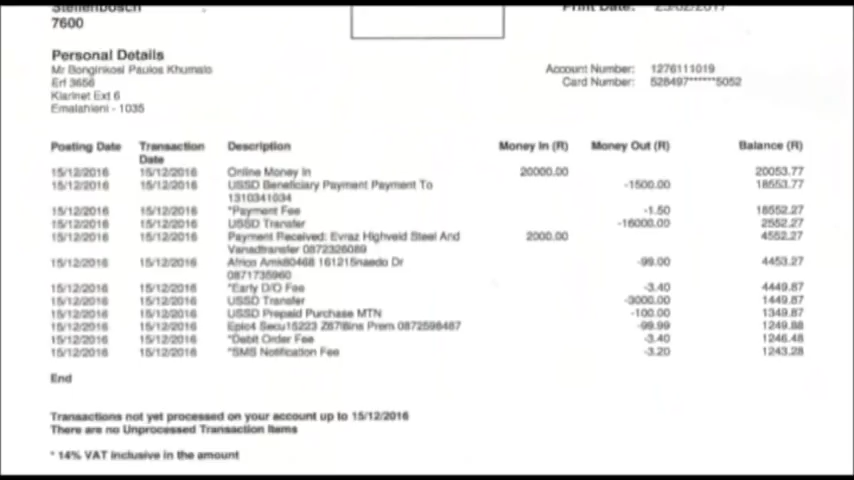 Stellenbosch Print Date: 23/02/2017
7600
Personal Details
Mr Bonginkosi Paulos Khumalo Account Number: 1276111019
Erf 3656 Card Number: 528497******5052
Klarinet Ext 6
Emalahleni - 1035
Posting Date Transaction Date Description Money In (R) Money Out (R) Balance (R)
15/12/2016 15/12/2016 Online Money In 20000.00 20053.77
15/12/2016 15/12/2016 USSD Beneficiary Payment Payment To -1500.00 18553.77
1310341034
15/12/2016 15/12/2016 *Payment Fee -1.50 18552.27
15/12/2016 15/12/2016 USSD Transfer -16000.00 2552.27
15/12/2016 15/12/2016 Payment Received: Evraz Highveld Steel And 2000.00 4552.27
Vanadtransfer 0872326089
15/12/2016 15/12/2016 Africa 161215naedo Dr -99.00 4453.27
0871735960
15/12/2016 15/12/2016 *Early D/O Fee -3.40 4449.87
15/12/2016 15/12/2016 USSD Transfer -3000.00 1449.87
15/12/2016 15/12/2016 USSD Prepaid Purchase MTN -100.00 1349.87
15/12/2016 15/12/2016 Prem 0872598487 -99.99 1249.88
15/12/2016 15/12/2016 *Debit Order Fee -3.40 1246.48
15/12/2016 15/12/2016 *SMS Notification Fee -3.20 1243.28
End
Transactions not yet processed on your account up to 15/12/2016
There are no Unprocessed Transaction Items
* 14% VAT inclusive in the amount